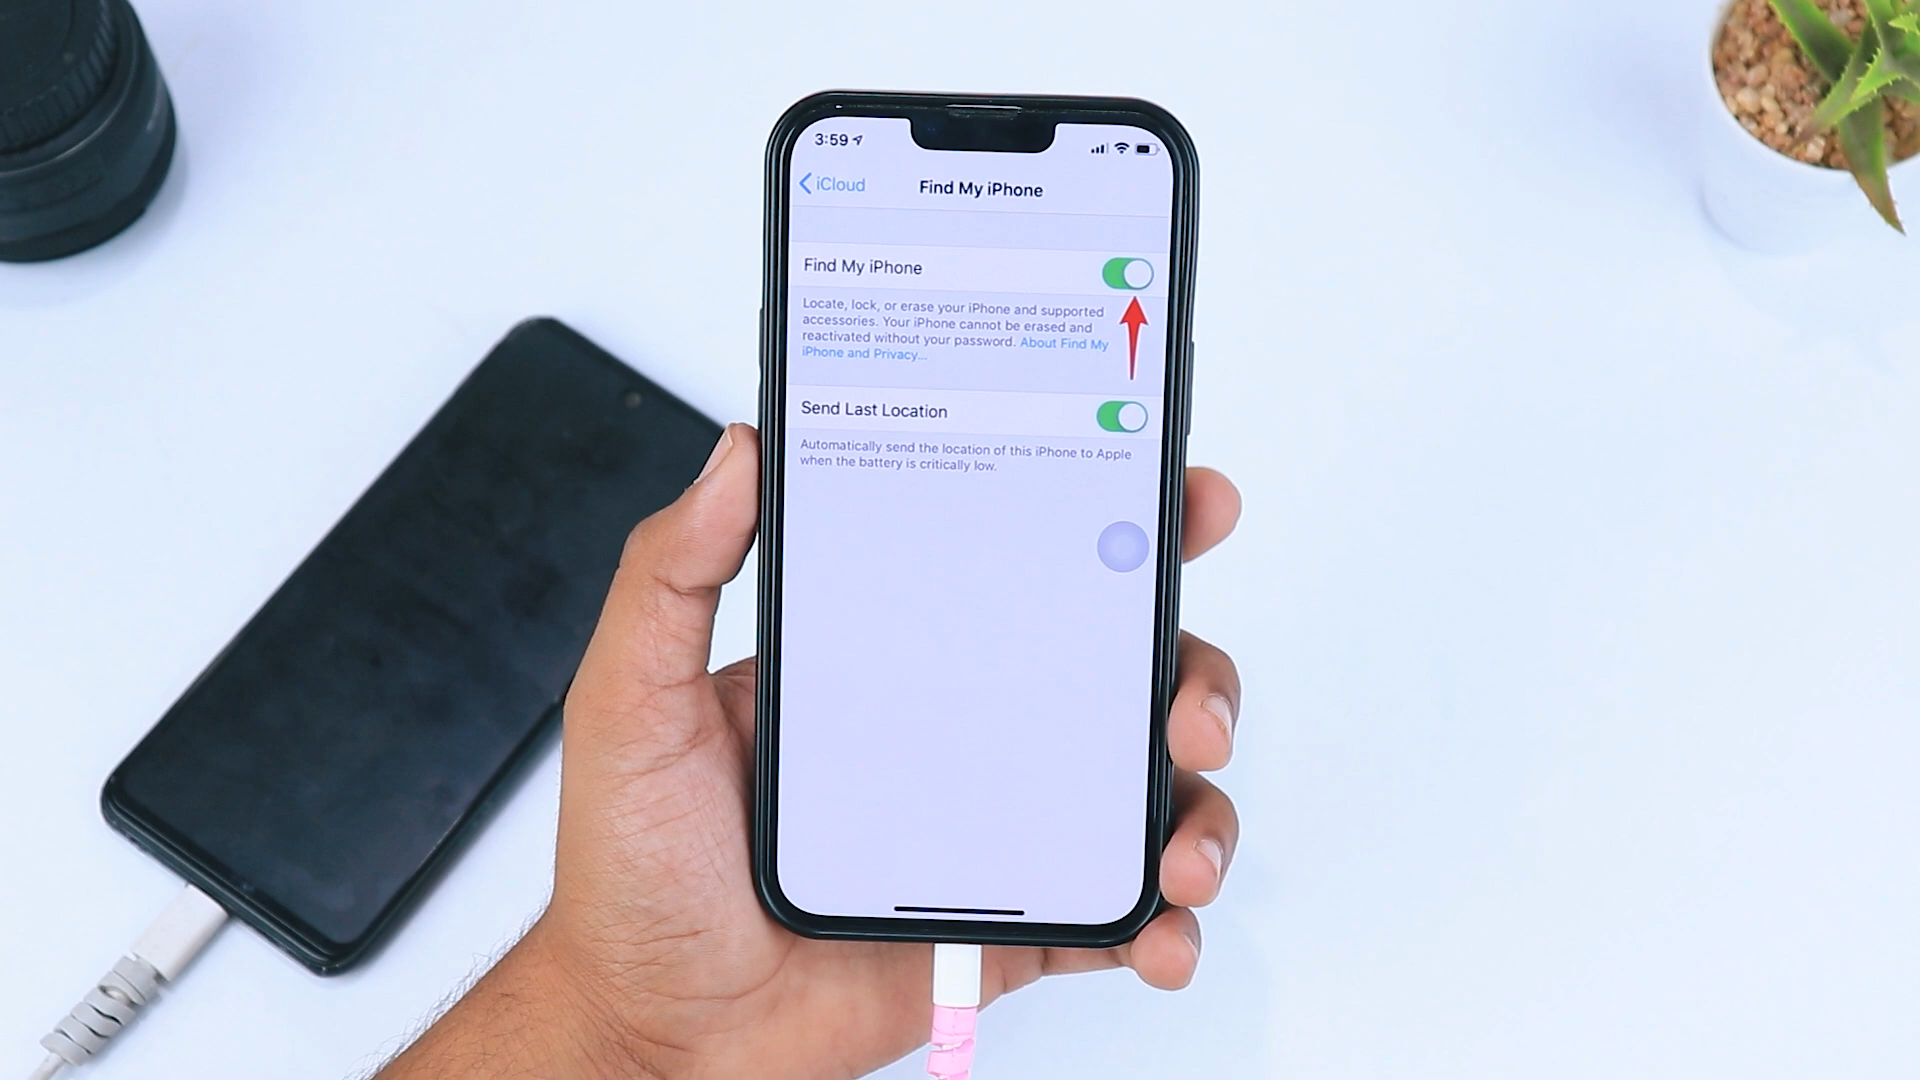 3:59
iCloud
Find My iPhone
Find My iPhone
Locate, lock, or erase your iPhone and supported
accessories. Your iPhone cannot be erased and
reactivated without your password. About Find My
iPhone and Privacy...
Send Last Location
Automatically send the location of this iPhone to Apple
when the battery is critically low.